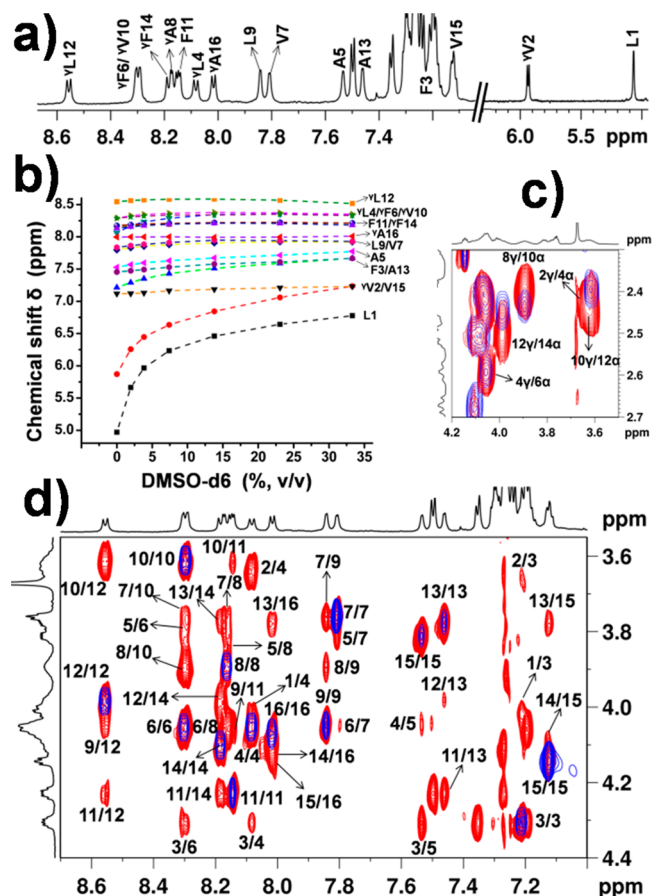 a)
γL12
γF6/ γV10
γF14
γA8
F11
γL4
γA16
L9
V7
A5
A13
F3
V15
γV2
L1
8.6 8.4 8.2 8.0 7.8 7.6 7.4 7.2 6.0 5.5 5.0 ppm
b)
Chemical shift δ (ppm)
8.5
8.0
7.5
7.0
6.5
6.0
5.5
5.0
γL12
γL4/γF6/γV10
F11/γF14
γA16
L9/V7
A5
F3/A13
γV2/V15
L1
0 5 10 15 20 25 30 35
DMSO-d6 (%, v/v)
c)
ppm
8γ/10α
2γ/4α
2.4
2.5
12γ/14α
10γ/12α
4γ/6α
2.6
2.7
4.2 4.0 3.8 3.6 ppm
d)
ppm
10/10 10/11 2/4 7/9 2/3
3.6
10/12 7/10 13/14 7/8 13/16 7/7 13/13 13/15
5/6 5/8 5/7 15/15
3.8
8/10 8/8 8/9
12/12 12/14 9/11 1/4 9/9 12/13 1/3
16/16 14/15
4.0
9/12 6/6 6/8 4/4 6/7 4/5
14/14 14/16
15/16 11/13 15/15
4.2
11/12 11/14 11/11
3/6 3/4 3/5 3/3
4.4
8.6 8.4 8.2 8.0 7.8 7.6 7.4 7.2 ppm